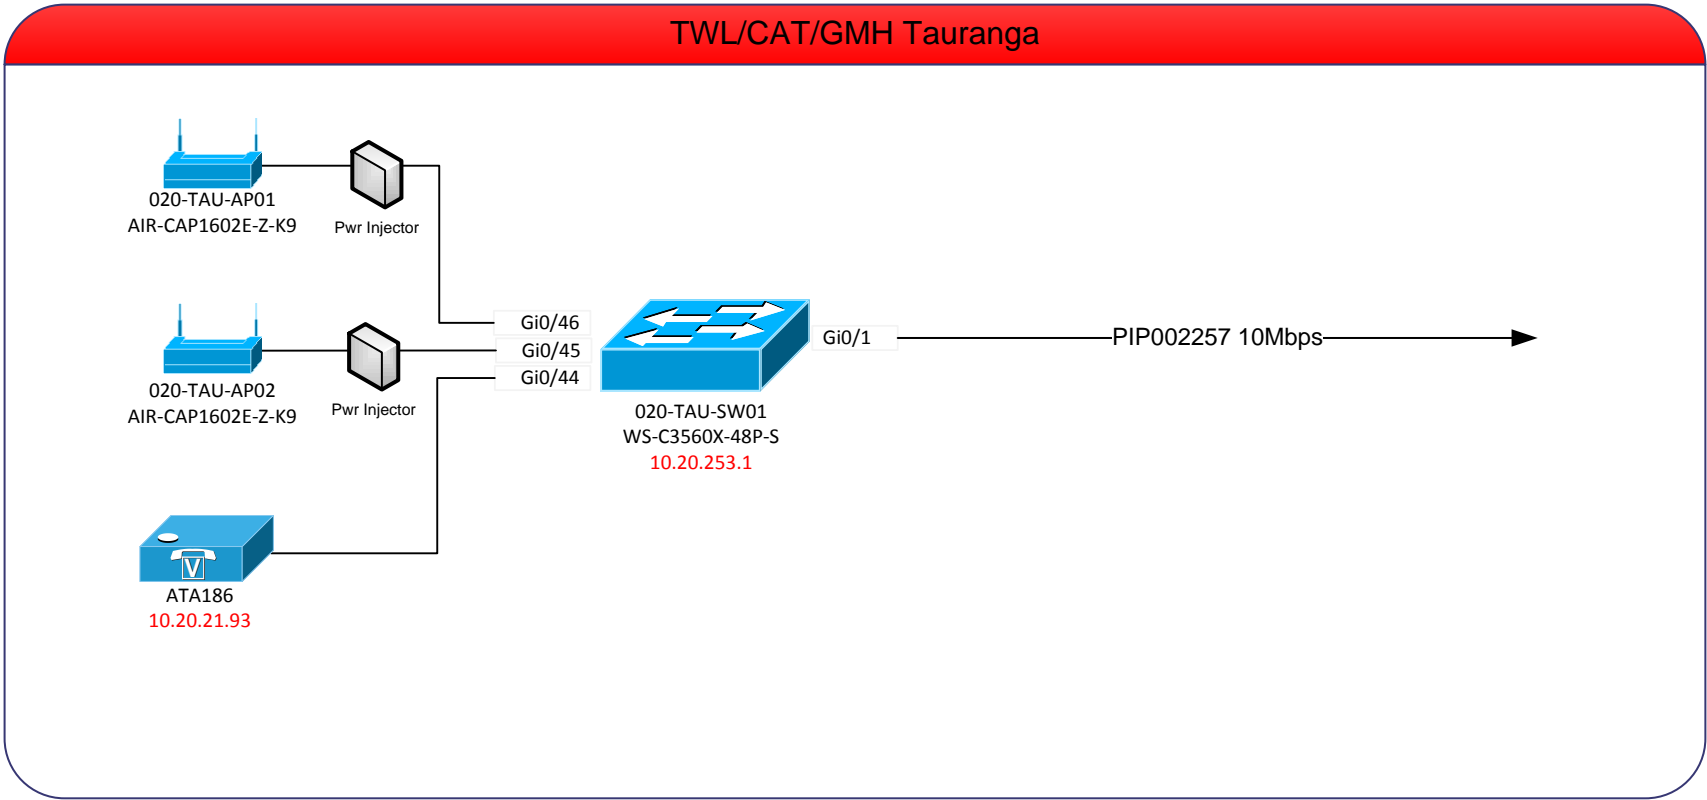 TWL/CAT/GMH Tauranga
020-TAU-AP01
AIR-CAP1602E-Z-K9
Pwr Injector
Gi0/46
Gi0/45
Gi0/44
Gi0/1
PIP002257 10Mbps
020-TAU-AP02
AIR-CAP1602E-Z-K9
Pwr Injector
020-TAU-SW01
WS-C3560X-48P-S
10.20.253.1
V
ATA186
10.20.21.93